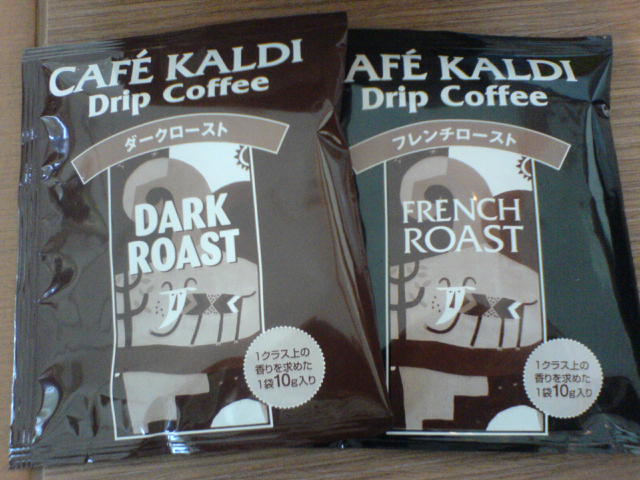 CAFÉ KALDI
Drip Coffee
ダークロースト
DARK
ROAST
1クラス上の
香りを求めた
1袋10g入り
AFÉ KALDI
Drip Coffee
フレンチロースト
FRENCH
ROAST
1クラス上の
香りを求めた
1袋10g入り